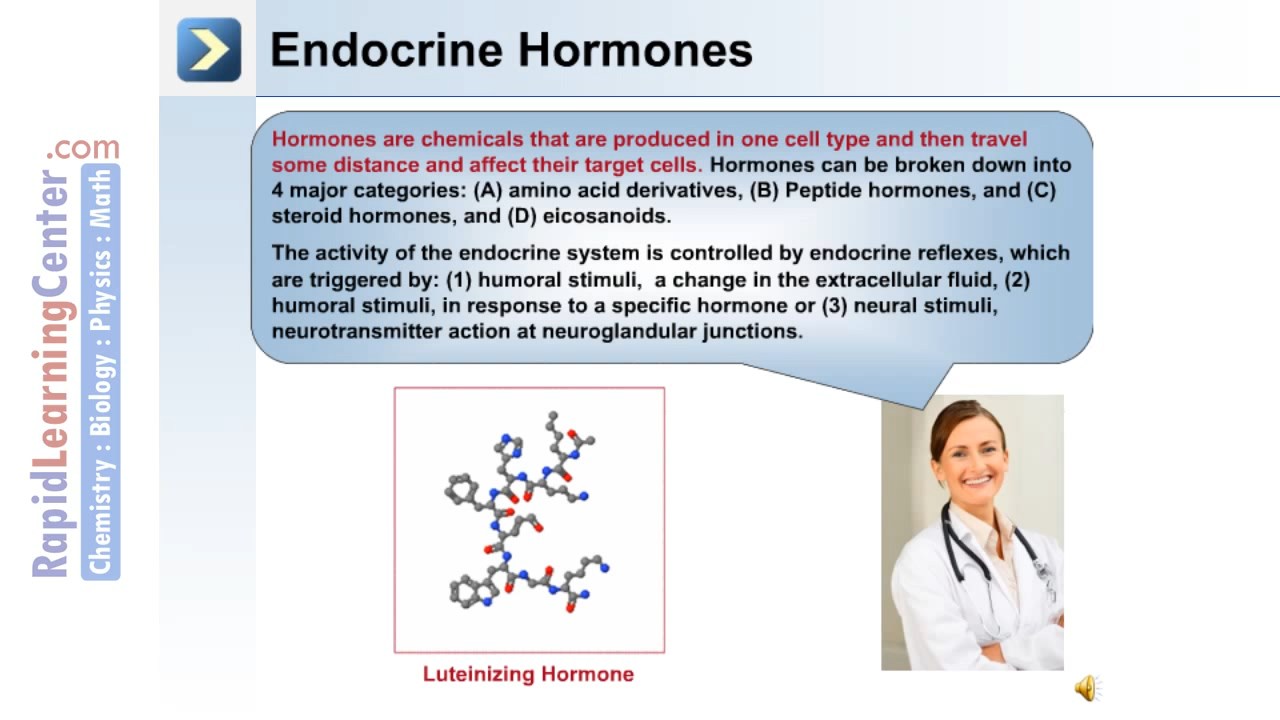 Endocrine Hormones
Hormones are chemicals that are produced in one cell type and then travel
some distance and affect their target cells. Hormones can be broken down into
4 major categories: (A) amino acid derivatives, (B) Peptide hormones, and (C)
steroid hormones, and (D) eicosanoids.
The activity of the endocrine system is controlled by endocrine reflexes, which
are triggered by: (1) humoral stimuli, a change in the extracellular fluid, (2)
humoral stimuli, in response to a specific hormone or (3) neural stimuli,
neurotransmitter action at neuroglandular junctions.
Luteinizing Hormone
RapidLearningCenter.com
Chemistry : Biology : Physics : Math